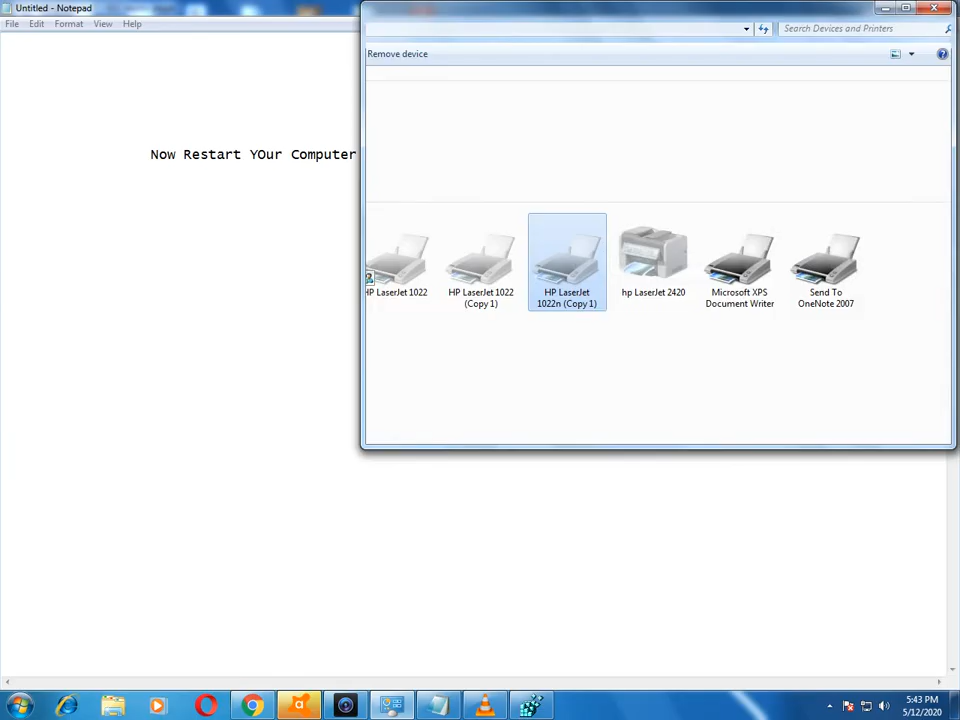 Untitled - Notepad
File Edit Format View Help
Search Devices and Printers
Remove device
Now Restart YOur Computer
HP LaserJet 1022
HP LaserJet 1022
(Copy 1)
HP LaserJet
1022n (Copy 1)
hp LaserJet 2420
Microsoft XPS
Document Writer
Send To
OneNote 2007
5:43 PM
5/12/2020